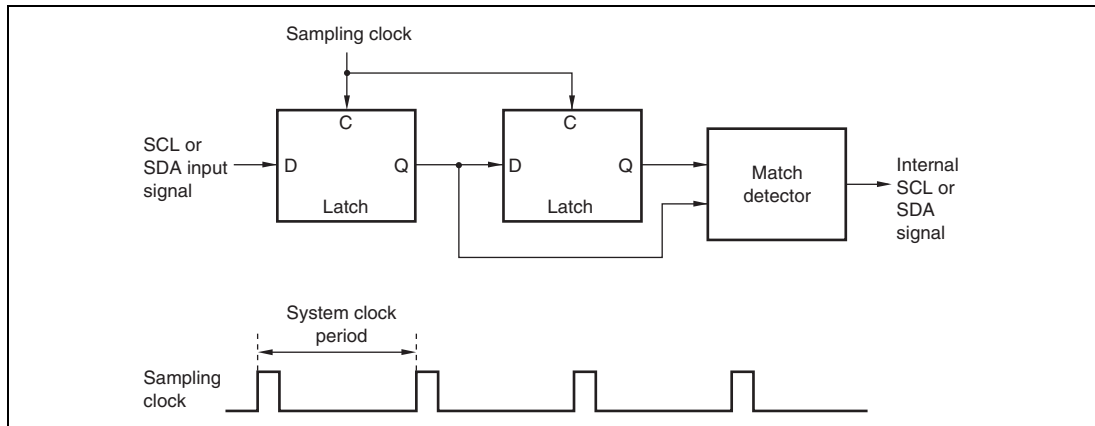 Sampling clock
C
C
SCL or
SDA input
signal
D
Q
D
Q
Latch
Latch
Match
detector
Internal
SCL or
SDA
signal
System clock
period
Sampling
clock